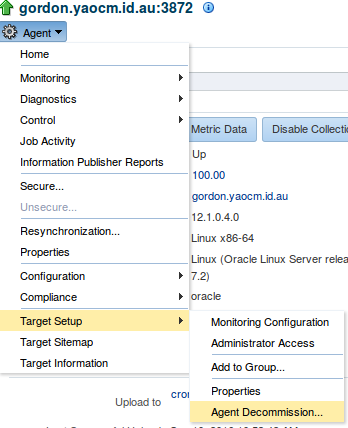 gordon.yaocm.id.au:3872
Agent
Home
Monitoring
Diagnostics
Control
Job Activity
Information Publisher Reports
Secure...
Unsecure...
Resynchronization...
Properties
Configuration
Compliance
Target Setup
Target Sitemap
Target Information
Metric Data
Disable Collectio
Up
100.00
gordon.yaocm.id.au
12.1.0.4.0
Linux x86-64
Linux (Oracle Linux Server relea
7.2)
oracle
Monitoring Configuration
Administrator Access
Add to Group...
Properties
Agent Decommission...
Upload to